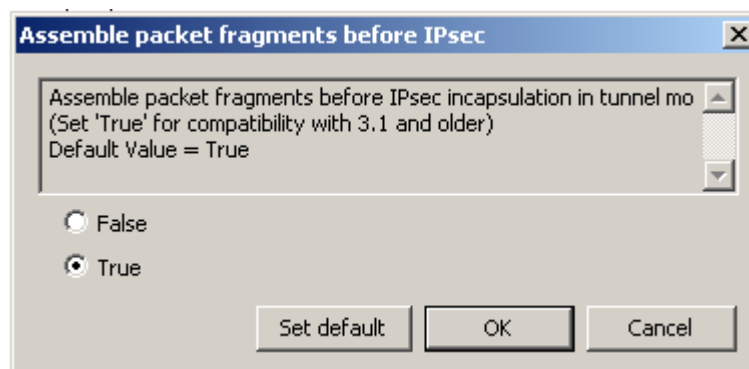 Assemble packet fragments before IPsec
Assemble packet fragments before IPsec incapsulation in tunnel mo
(Set 'True' for compatibility with 3.1 and older)
Default Value = True
False
True
Set default
OK
Cancel